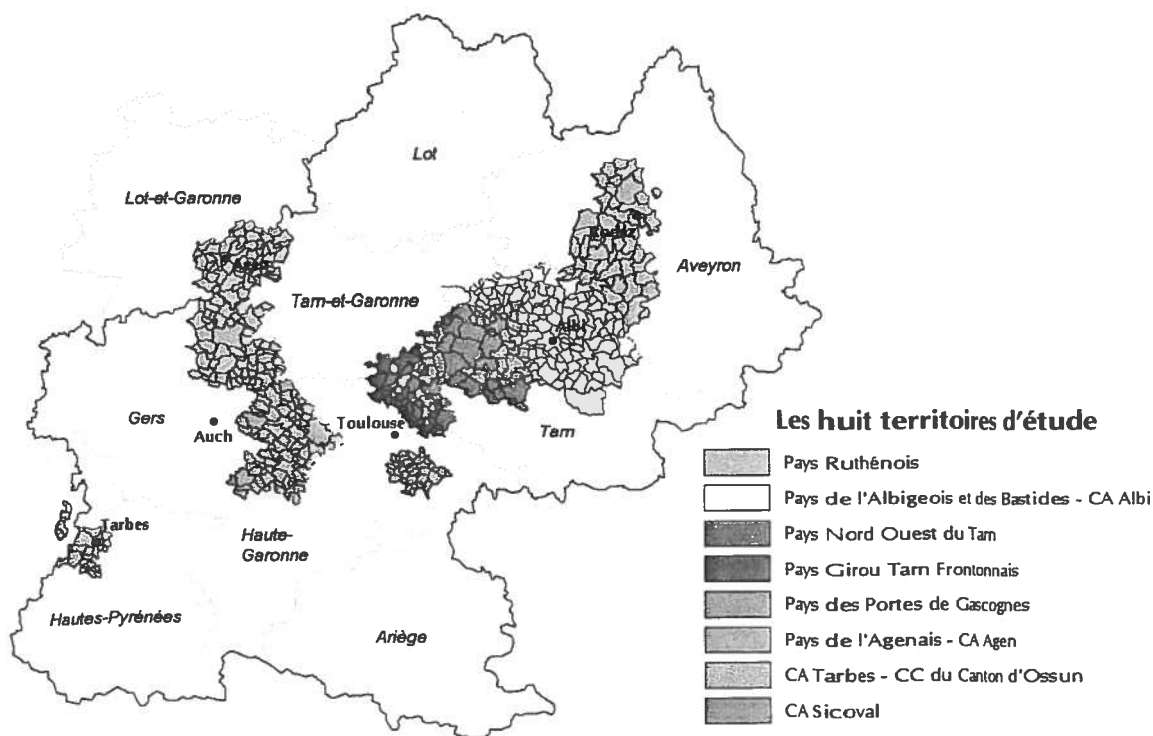 Lot
Lot-et-Garonne
Rodez
Aveyron
Agen
Tarn-et-Garonne
Albi
Gers
Auch
Toulouse
Tarn
Tarbes
Haute-
Garonne
Hautes-Pyrénées
Ariège
Les huit territoires d'étude
Pays Ruthénois
Pays de l'Albigeois et des Bastides - CA Albi
Pays Nord Ouest du Tarn
Pays Girou Tarn Frontonnais
Pays des Portes de Gascognes
Pays de l'Agenais - CA Agen
CA Tarbes - CC du Canton d'Ossun
CA Sicoval